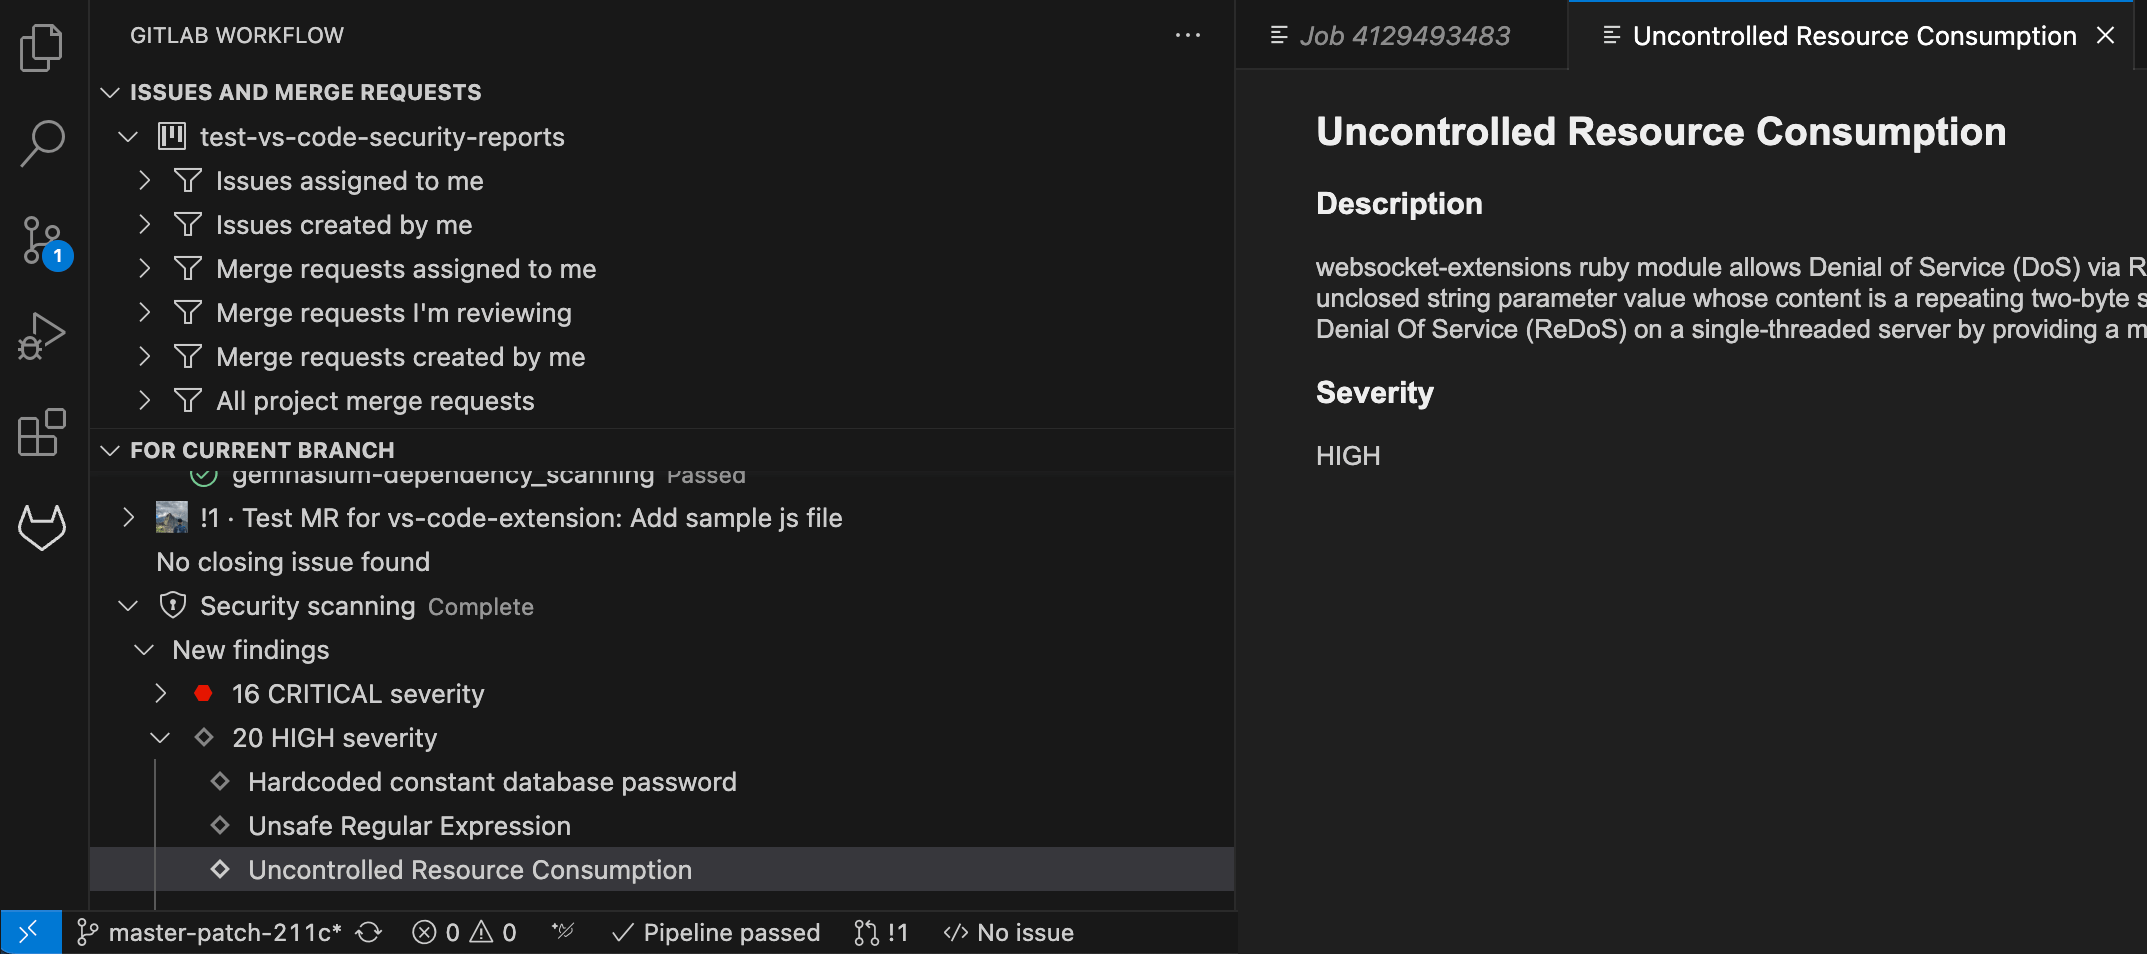 GITLAB WORKFLOW
ISSUES AND MERGE REQUESTS
test-vs-code-security-reports
Issues assigned to me
Issues created by me
Merge requests assigned to me
Merge requests I'm reviewing
Merge requests created by me
All project merge requests
FOR CURRENT BRANCH
gemnasium-dependency_scanning Passed
!1 · Test MR for vs-code-extension: Add sample js file
No closing issue found
Security scanning Complete
New findings
16 CRITICAL severity
20 HIGH severity
Hardcoded constant database password
Unsafe Regular Expression
Uncontrolled Resource Consumption
Job 4129493483
Uncontrolled Resource Consumption
Uncontrolled Resource Consumption
Description
websocket-extensions ruby module allows Denial of Service (DoS) via R
unclosed string parameter value whose content is a repeating two-byte s
Denial Of Service (ReDoS) on a single-threaded server by providing a m
Severity
HIGH
1
master-patch-211c* 0 0 Pipeline passed !1 No issue